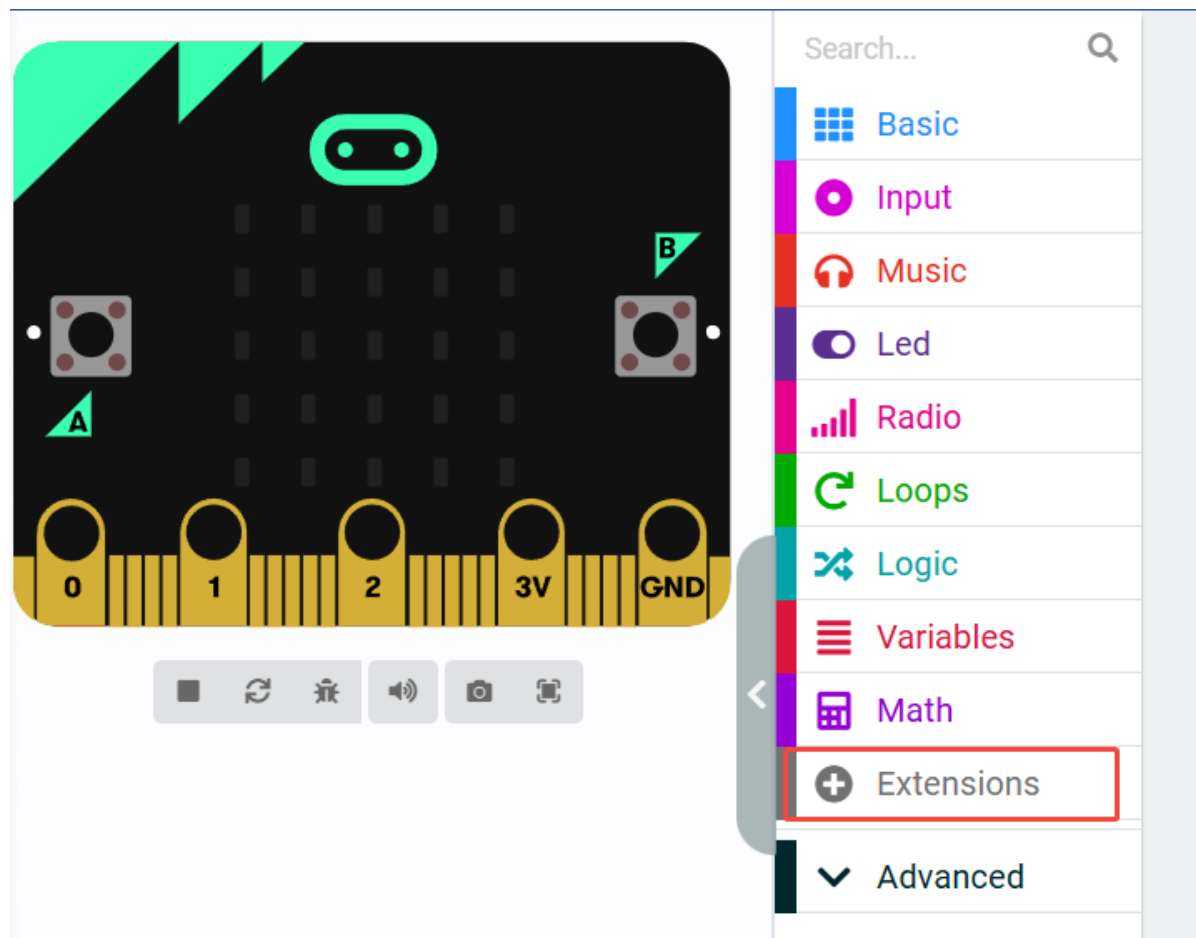 B
A
0 1 2 3V GND
Search...
Basic
Input
Music
Led
Radio
Loops
Logic
Variables
Math
Extensions
Advanced